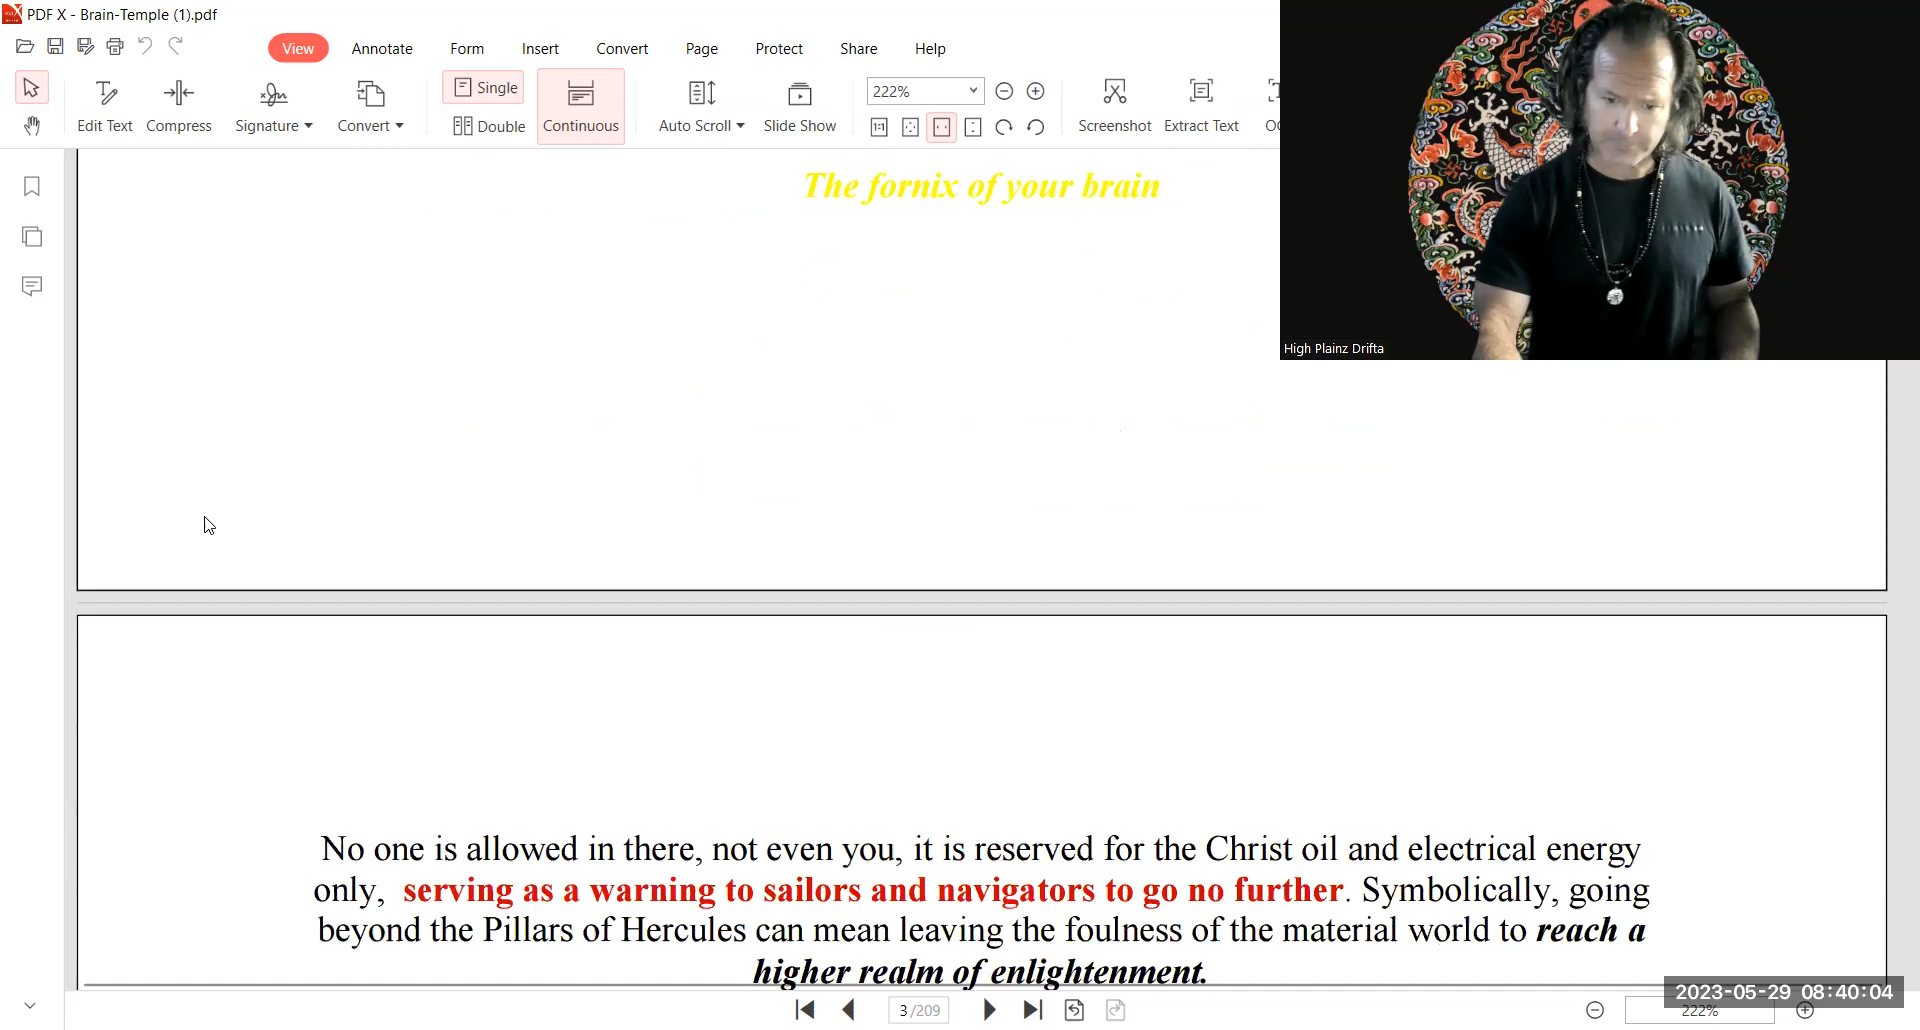 PDF X - Brain-Temple (1).pdf
View Annotate Form Insert Convert Page Protect Share Help
Edit Text Compress Signature Convert Single Double Continuous Auto Scroll Slide Show 222% 1:1 Screenshot Extract Text
High Plainz Drifta
The fornix of your brain
No one is allowed in there, not even you, it is reserved for the Christ oil and electrical energy
only, serving as a warning to sailors and navigators to go no further. Symbolically, going
beyond the Pillars of Hercules can mean leaving the foulness of the material world to reach a
higher realm of enlightenment.
3 /209
222%
2023-05-29 08:40:04